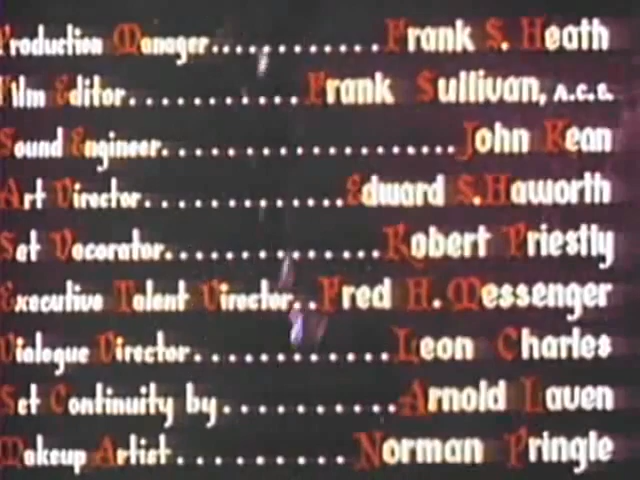 Production Manager............Frank S. Heath
Film Editor...........Frank Sullivan, A.C.E.
Sound Engineer...................John Kean
Art Director.............Edward S. Haworth
Set Decorator..............Robert Priestly
Executive Talent Director..Fred H. Messenger
Dialogue Director............Leon Charles
Set Continuity by...........Arnold Laven
Makeup Artist...........Norman Pringle